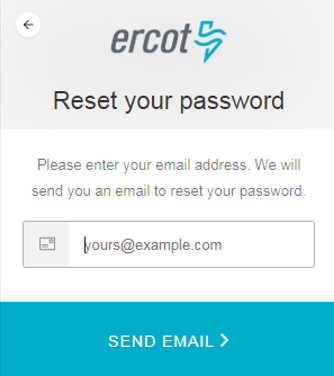 ercot
Reset your password
Please enter your email address. We will
send you an email to reset your password.
yours@example.com
SEND EMAIL